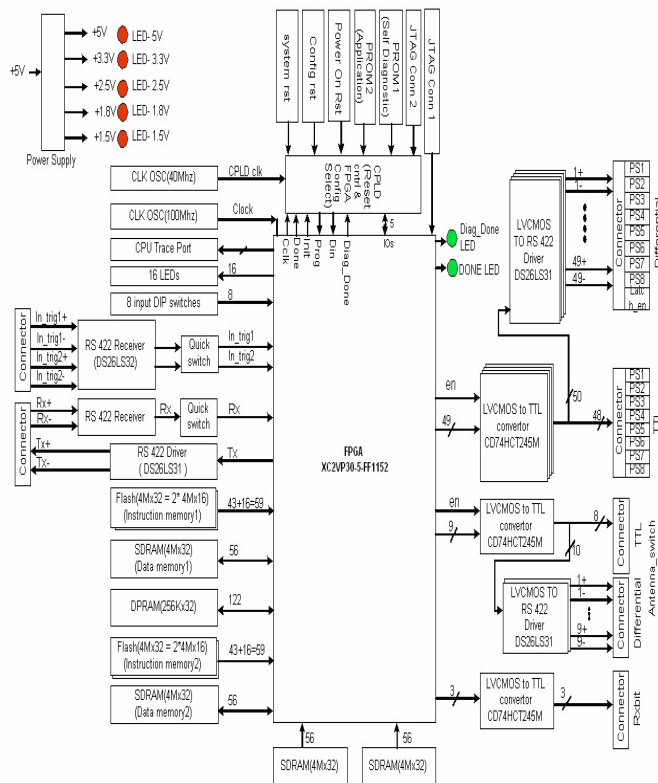 +5V
Power Supply
+5V
LED- 5V
+3.3V
LED- 3.3V
+2.5V
LED- 2.5V
+1.8V
LED- 1.8V
+1.5V
LED- 1.5V
system rst
Config rst
Power On Rst
PROM2
(Application)
PROM1
(Self Diagnostic)
JTAG Conn 2
JTAG Conn 1
CPLD
(Reset
cntrl &
FPGA
Config
Select)
5
CLK OSC(40Mhz)
CPLD clk
CLK OSC(100Mhz)
Clock
CPU Trace Port
16 LEDs
16
8 input DIP switches
8
Cclk
Done
Init
Prog
Din
Diag_Done
IOs
Diag_Done
LED
DONE LED
Connector
In_trig1+
In_trig1-
In_trig2+
In_trig2-
RS 422 Receiver
(DS26LS32)
Quick
switch
In_trig1
In_trig2
Connector
Rx+
Rx-
RS 422 Receiver
Rx
Quick
switch
Rx
Tx+
Tx-
RS 422 Driver
( DS26LS31 )
Tx
Flash(4Mx32 = 2* 4Mx16)
(Instruction memory1)
43+16=59
SDRAM(4Mx32)
(Data memory1)
56
DPRAM(256Kx32)
122
Flash(4Mx32 = 2*4Mx16)
(Instruction memory2)
43+16=59
SDRAM(4Mx32)
(Data memory2)
56
FPGA
XC2VP30-5-FF1152
56
SDRAM(4Mx32)
56
SDRAM(4Mx32)
LVCMOS
TO RS 422
Driver
DS26LS31
1+
1-
49+
49-
Connector
PS1
PS2
PS3
PS4
PS5
PS6
PS7
PS8
Latc
h_en
Differential
en
49
LVCMOS to TTL
convertor
CD74HCT245M
50
48
Connector
PS1
PS2
PS3
PS4
PS5
PS6
PS7
PS8
TTL
en
9
LVCMOS to TTL
convertor
CD74HCT245M
8
10
Connector
TTL
Antenna_switch
LVCMOS TO
RS 422
Driver
DS26LS31
1+
1-
9+
9-
Connector
Differential
3
LVCMOS to TTL
convertor
CD74HCT245M
3
Connector
Rxbit